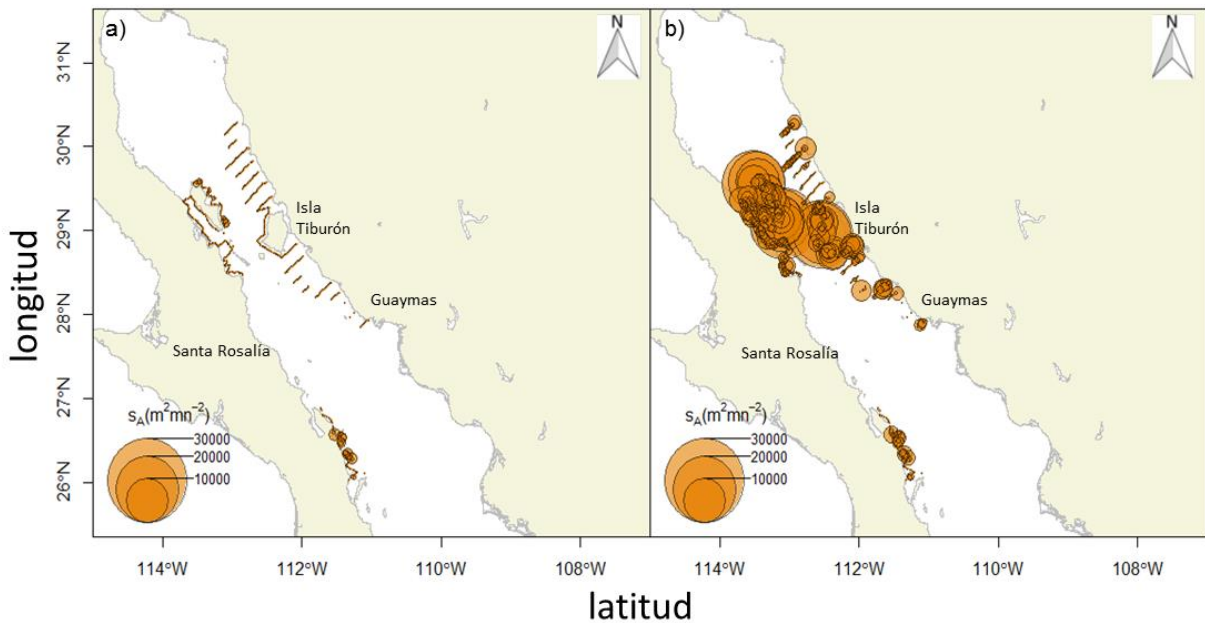 a)
N
31°N
30°N
29°N
28°N
27°N
26°N
longitud
Isla
Tiburón
Guaymas
Santa Rosalía
sA(m²mn⁻²)
30000
20000
10000
114°W
112°W
110°W
108°W
b)
N
Isla
Tiburón
Guaymas
Santa Rosalía
sA(m²mn⁻²)
30000
20000
10000
114°W
112°W
110°W
108°W
latitud